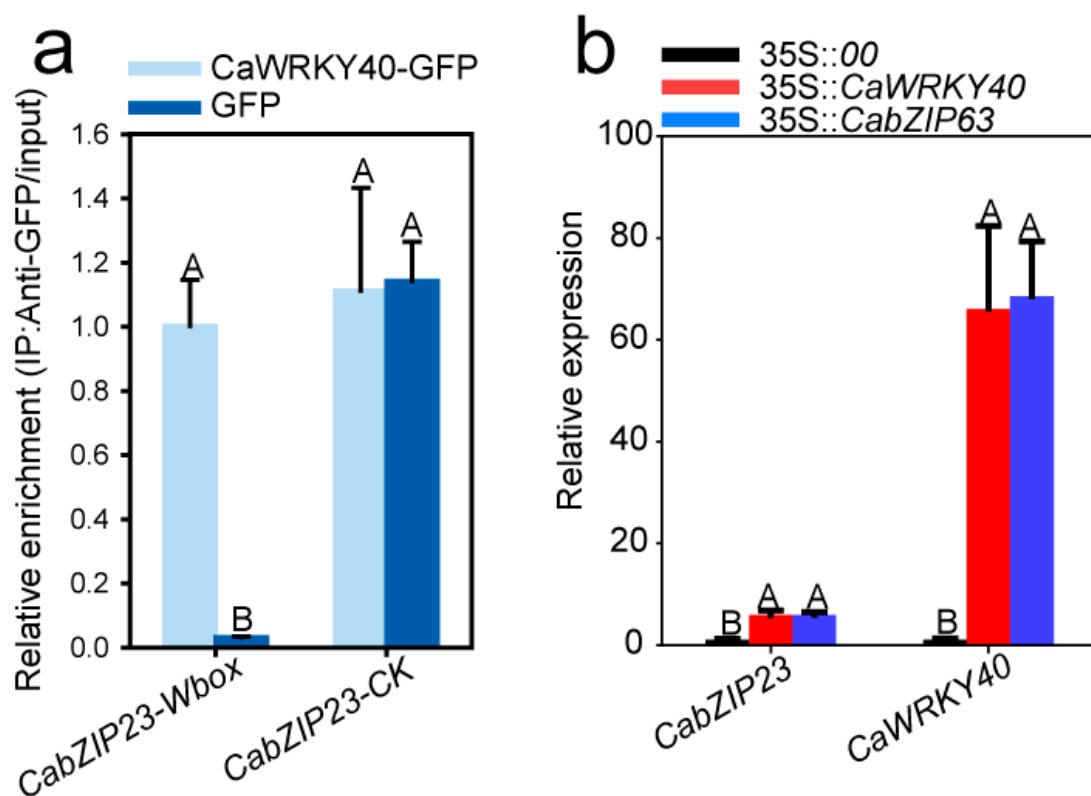 a
CaWRKY40-GFP
GFP
Relative enrichment (IP:Anti-GFP/input)
1.6
1.4
1.2
1.0
0.8
0.6
0.4
0.2
0.0
A
B
A
A
CabZIP23-Wbox
CabZIP23-CK
b
35S::00
35S::CaWRKY40
35S::CabZIP63
Relative expression
100
80
60
40
20
0
B
A
A
B
A
A
CabZIP23
CaWRKY40